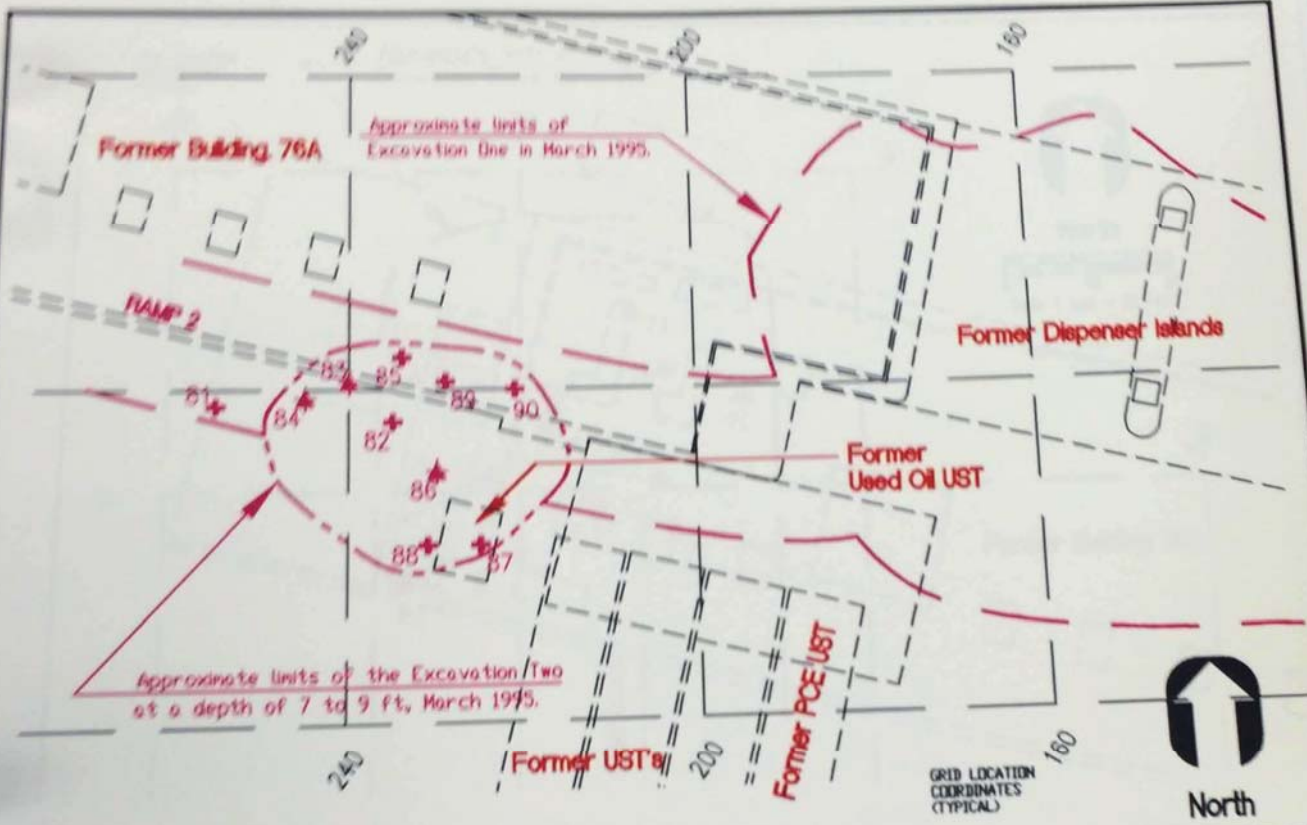 240
200
160
Approximate limits of
Excavation One in March 1995.
Former Building 76A
RAMP 2
Former Dispenser Islands
81
83
85
84
89
90
82
86
Former
Used Oil UST
88
87
Approximate limits of the Excavation Two
at a depth of 7 to 9 ft, March 1995.
Former UST's
Former PCE UST
240
200
160
GRID LOCATION
COORDINATES
(TYPICAL)
North